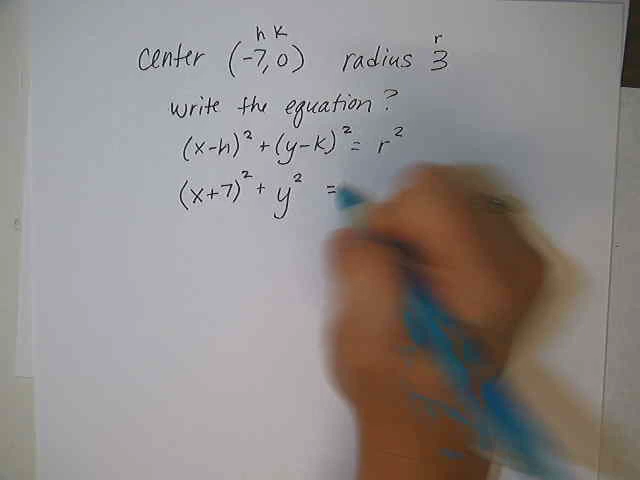 h k r
center (-7, 0) radius 3
write the equation?
(x-h)² + (y-k)² = r²
(x+7)² + y² =